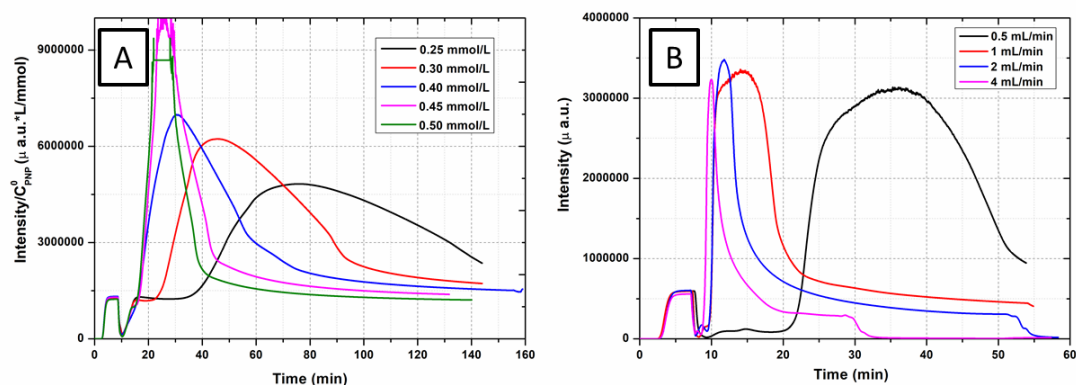 A
0.25 mmol/L
0.30 mmol/L
0.40 mmol/L
0.45 mmol/L
0.50 mmol/L
Intensity/C⁰PNP (µ a.u.*L/mmol)
9000000
6000000
3000000
0
0 20 40 60 80 100 120 140 160
Time (min)
B
0.5 mL/min
1 mL/min
2 mL/min
4 mL/min
Intensity (µ a.u.)
4000000
3000000
2000000
1000000
0
0 10 20 30 40 50 60
Time (min)